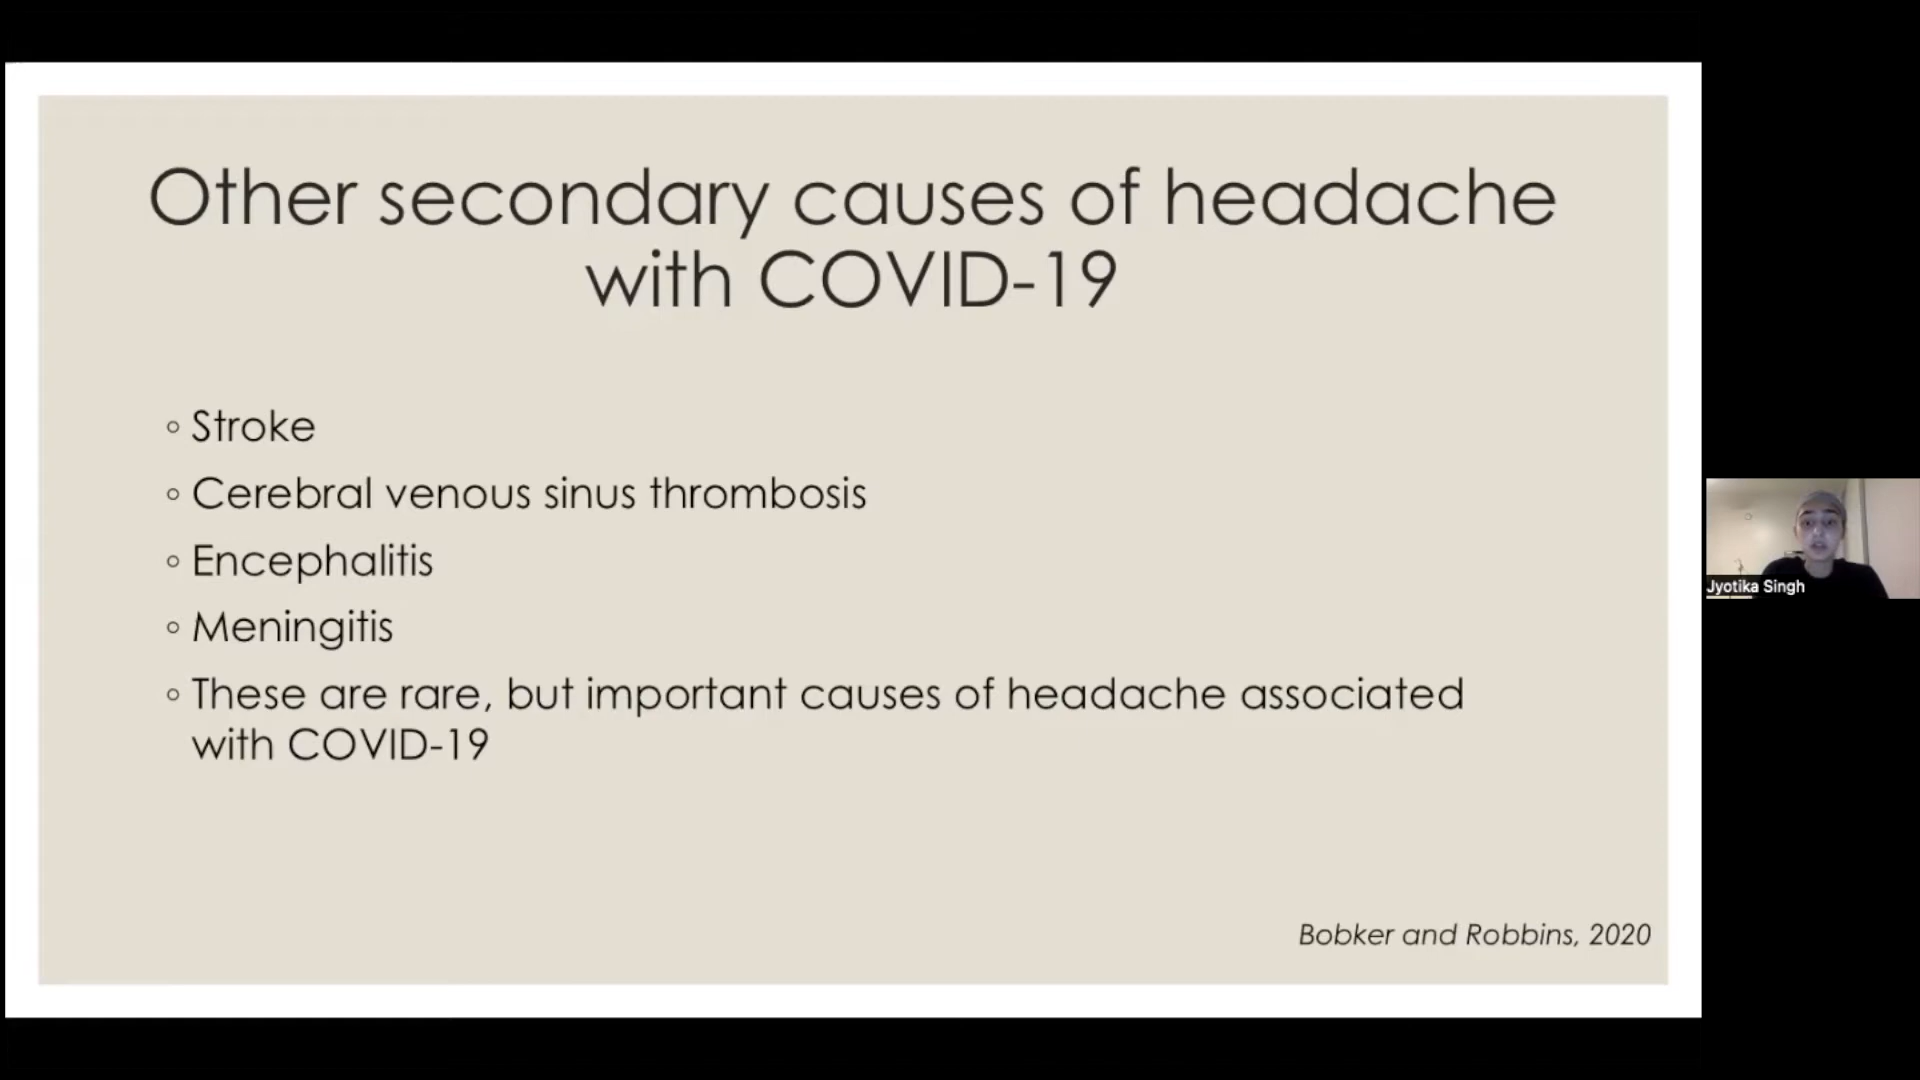 Other secondary causes of headache
with COVID-19
◦ Stroke
◦ Cerebral venous sinus thrombosis
◦ Encephalitis
◦ Meningitis
◦ These are rare, but important causes of headache associated
with COVID-19
Bobker and Robbins, 2020
Jyotika Singh